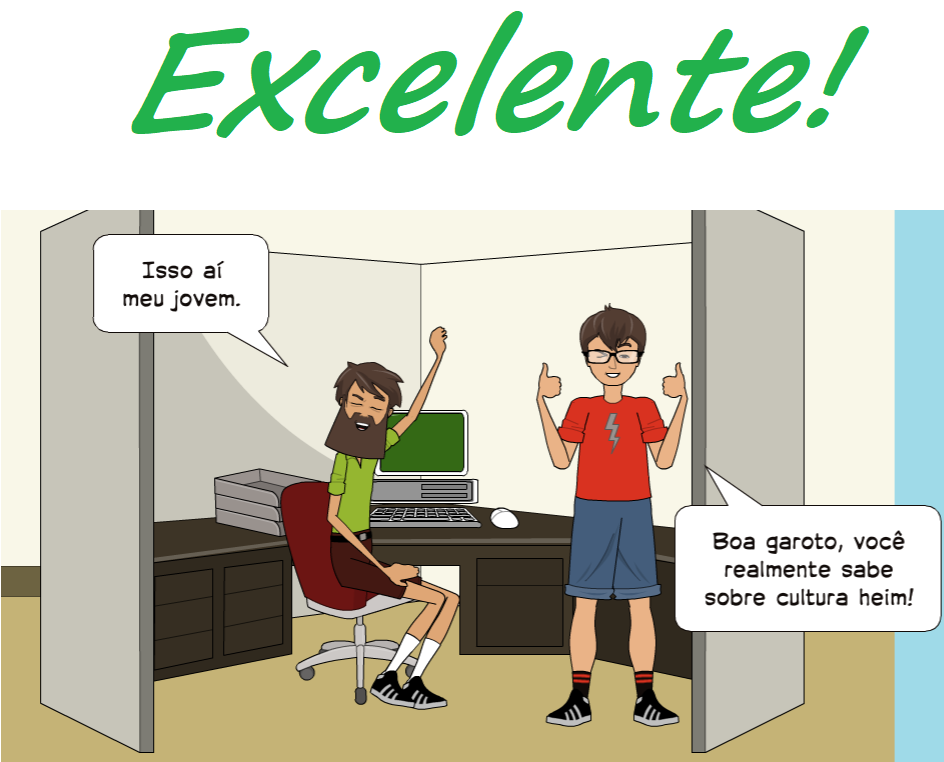 Excelente!
Isso aí
meu jovem.
Boa garoto, você
realmente sabe
sobre cultura heim!